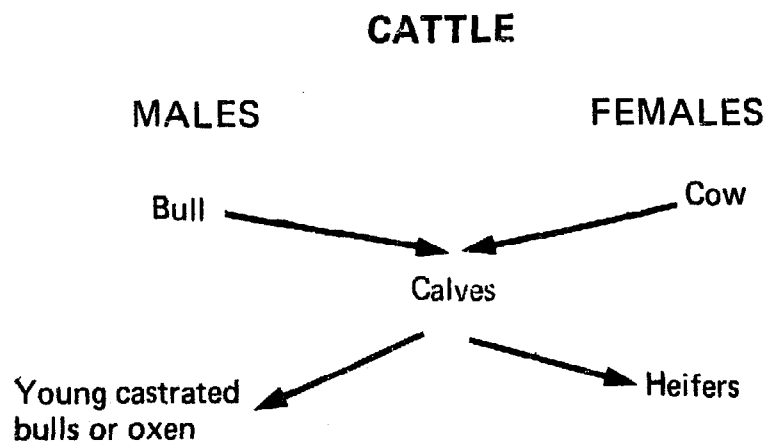 CATTLE
MALES
FEMALES
Bull
Cow
Calves
Young castrated
bulls or oxen
Heifers